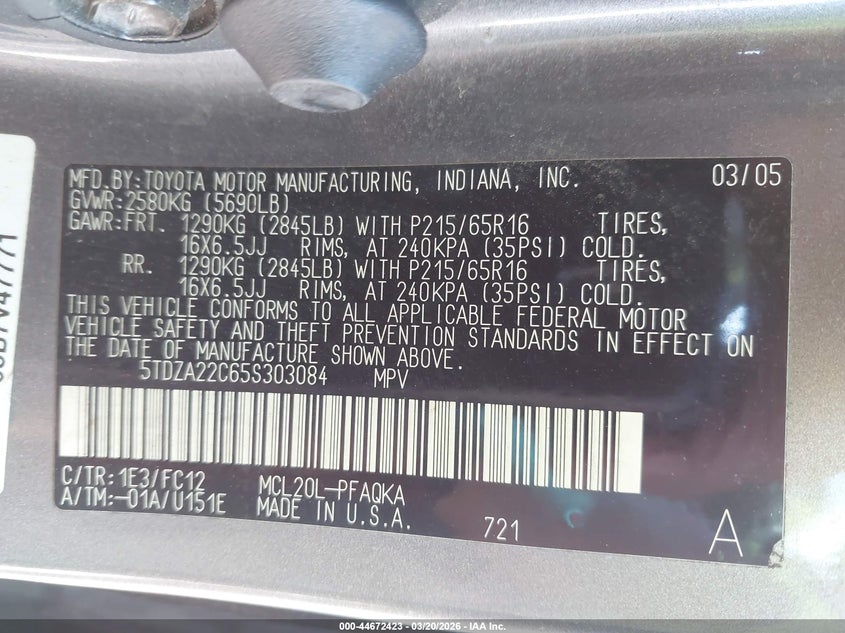 MFD.BY:TOYOTA MOTOR MANUFACTURING, INDIANA, INC. 03/05
GVWR:2580KG (5690LB)
GAWR:FRT. 1290KG (2845LB) WITH P215/65R16 TIRES,
16X6.5JJ RIMS, AT 240KPA (35PSI) COLD.
RR. 1290KG (2845LB) WITH P215/65R16 TIRES,
16X6.5JJ RIMS, AT 240KPA (35PSI) COLD.
THIS VEHICLE CONFORMS TO ALL APPLICABLE FEDERAL MOTOR
VEHICLE SAFETY AND THEFT PREVENTION STANDARDS IN EFFECT ON
THE DATE OF MANUFACTURE SHOWN ABOVE.
5TDZA22C65S303084 MPV
C/TR:1E3/FC12 MCL20L-PFAQKA
A/TM:-01A/U151E MADE IN U.S.A.
721 A
000-44672423 - 03/20/2026 - IAA Inc.